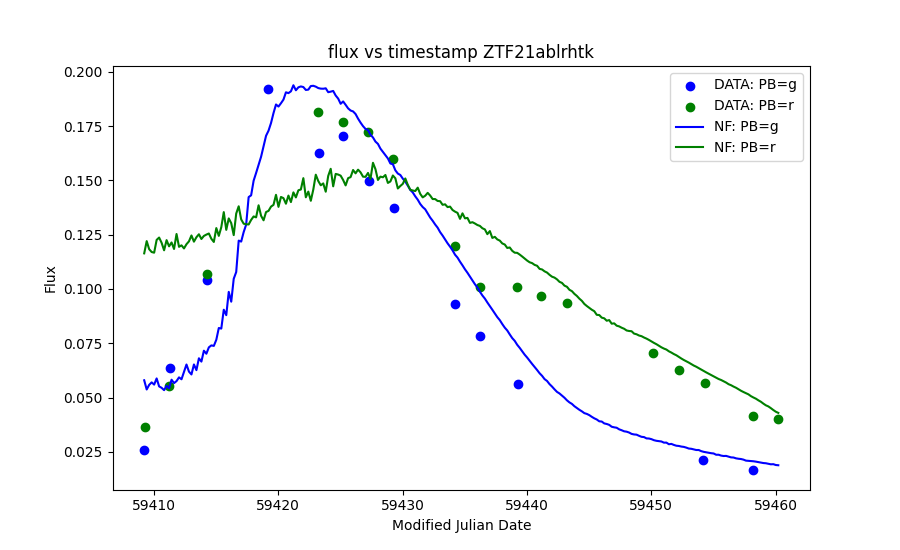 flux vs timestamp ZTF21ablrhtk
DATA: PB=g
DATA: PB=r
NF: PB=g
NF: PB=r
Flux
0.200
0.175
0.150
0.125
0.100
0.075
0.050
0.025
59410 59420 59430 59440 59450 59460
Modified Julian Date